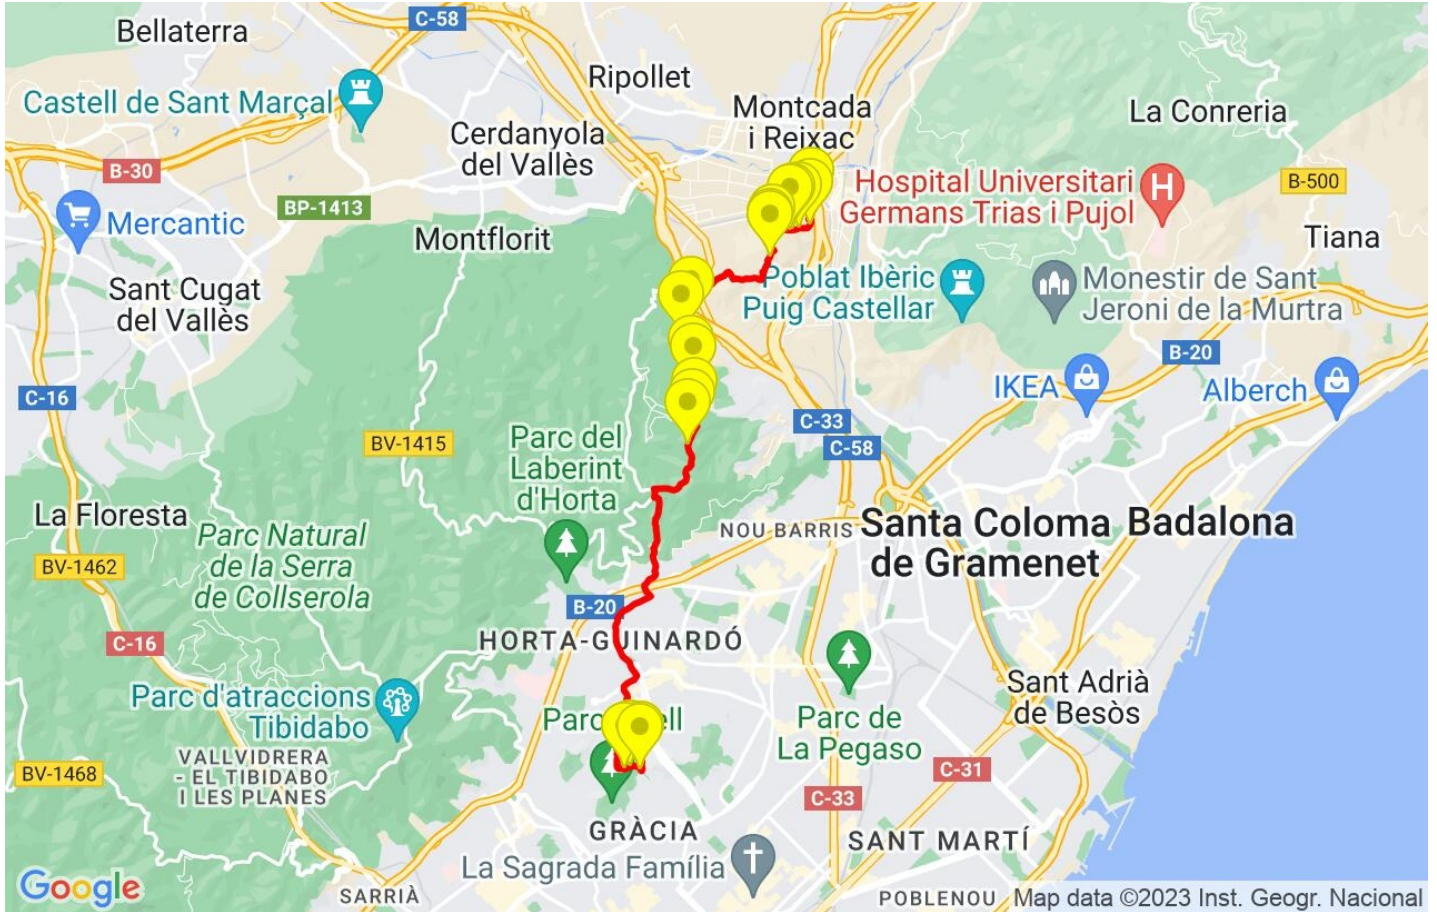 C-58
Bellaterra
Ripollet
Castell de Sant Marçal
Montcada
i Reixac
La Conreria
Cerdanyola
del Vallès
B-30
Hospital Universitari
Germans Trias i Pujol
H
B-500
BP-1413
Mercantic
Montflorit
Tiana
Sant Cugat
del Vallès
Poblat Ibèric
Puig Castellar
Monestir de Sant
Jeroni de la Murtra
B-20
C-16
IKEA
Alberch
C-33
C-58
BV-1415
Parc del
Laberint
d'Horta
La Floresta
Parc Natural
de la Serra
de Collserola
NOU BARRIS
Santa Coloma
de Gramenet
Badalona
BV-1462
B-20
C-16
HORTA-GUINARDÓ
Parc d'atraccions
Tibidabo
Sant Adrià
de Besòs
Parc
ell
Parc de
La Pegaso
VALLVIDRERA
- EL TIBIDABO
I LES PLANES
BV-1468
C-31
C-33
GRÀCIA
SANT MARTÍ
La Sagrada Família
Google
SARRIÀ
POBLENOU
Map data ©2023 Inst. Geogr. Nacional